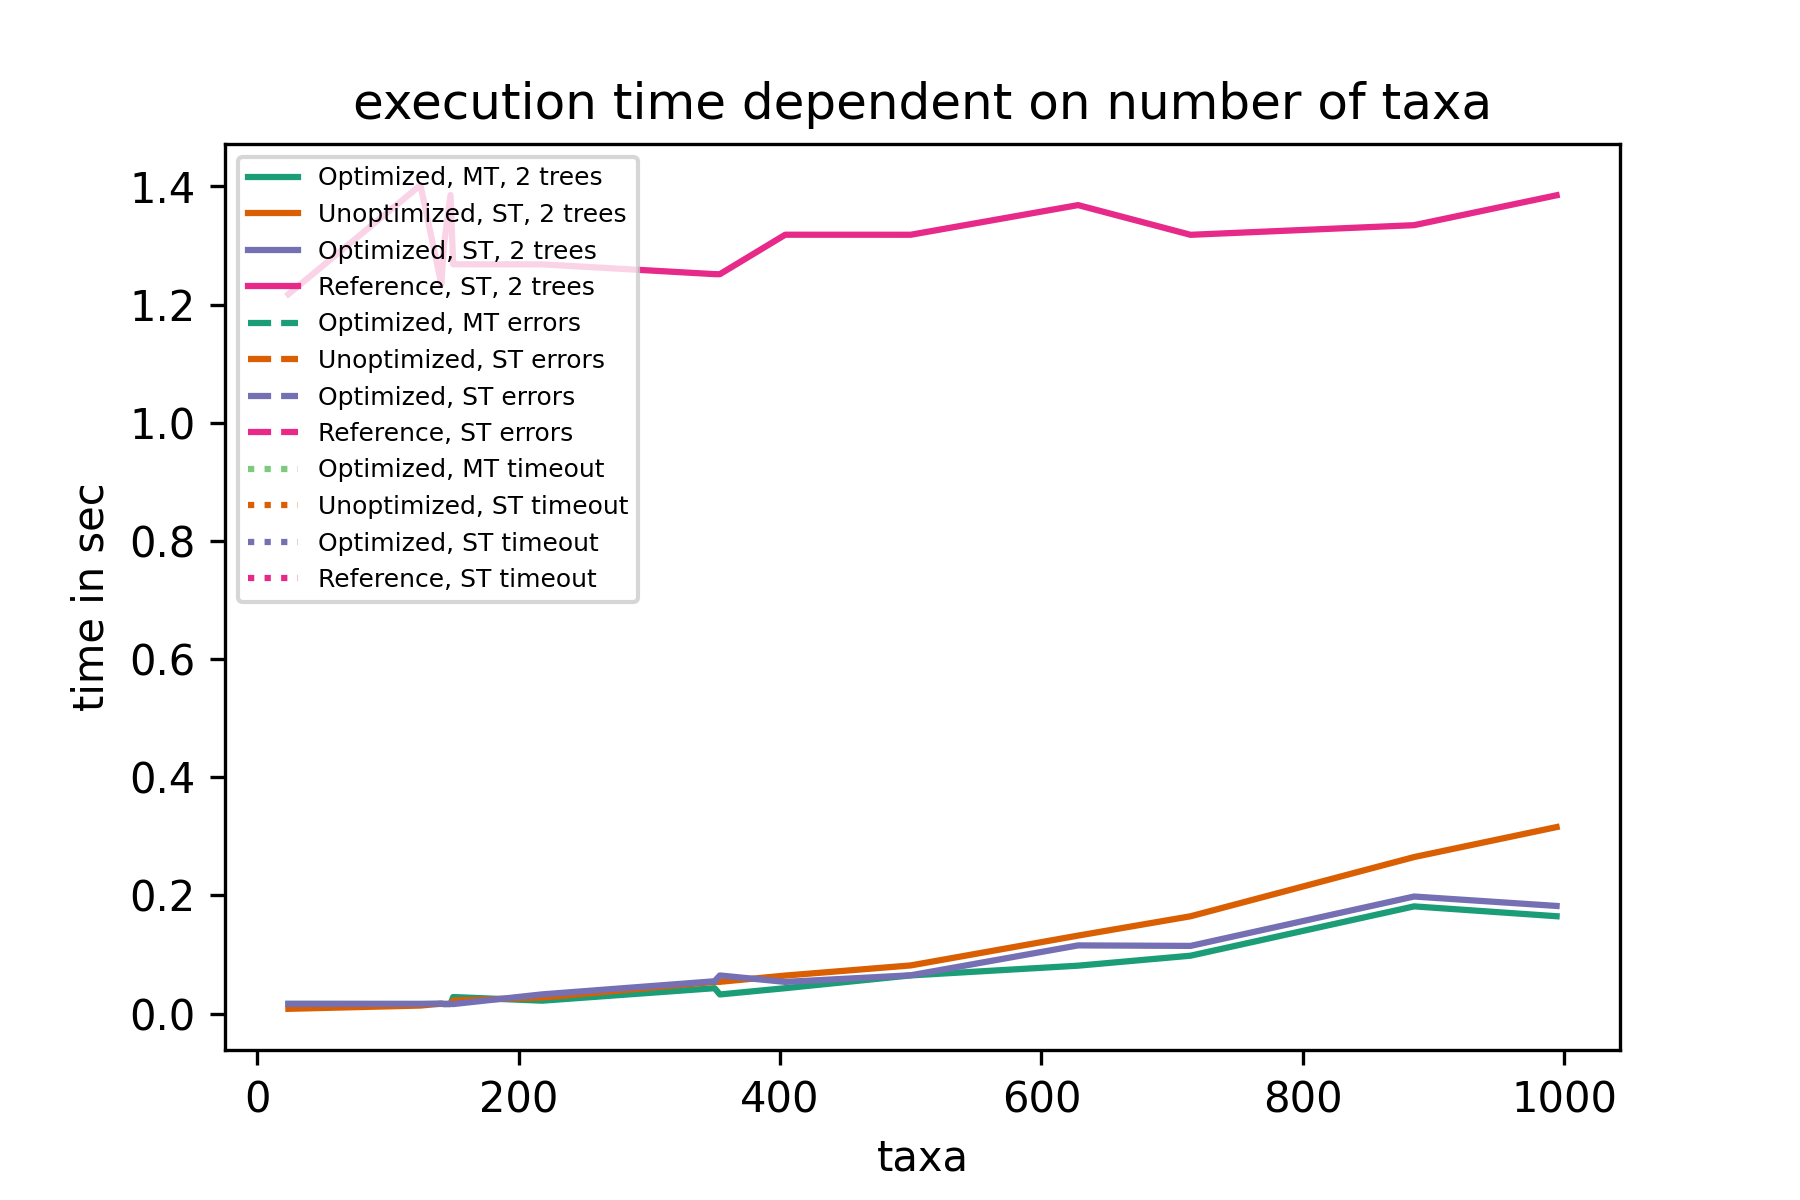 execution time dependent on number of taxa
Optimized, MT, 2 trees
Unoptimized, ST, 2 trees
Optimized, ST, 2 trees
Reference, ST, 2 trees
Optimized, MT errors
Unoptimized, ST errors
Optimized, ST errors
Reference, ST errors
Optimized, MT timeout
Unoptimized, ST timeout
Optimized, ST timeout
Reference, ST timeout
1.4
1.2
1.0
0.8
0.6
0.4
0.2
0.0
time in sec
0 200 400 600 800 1000
taxa